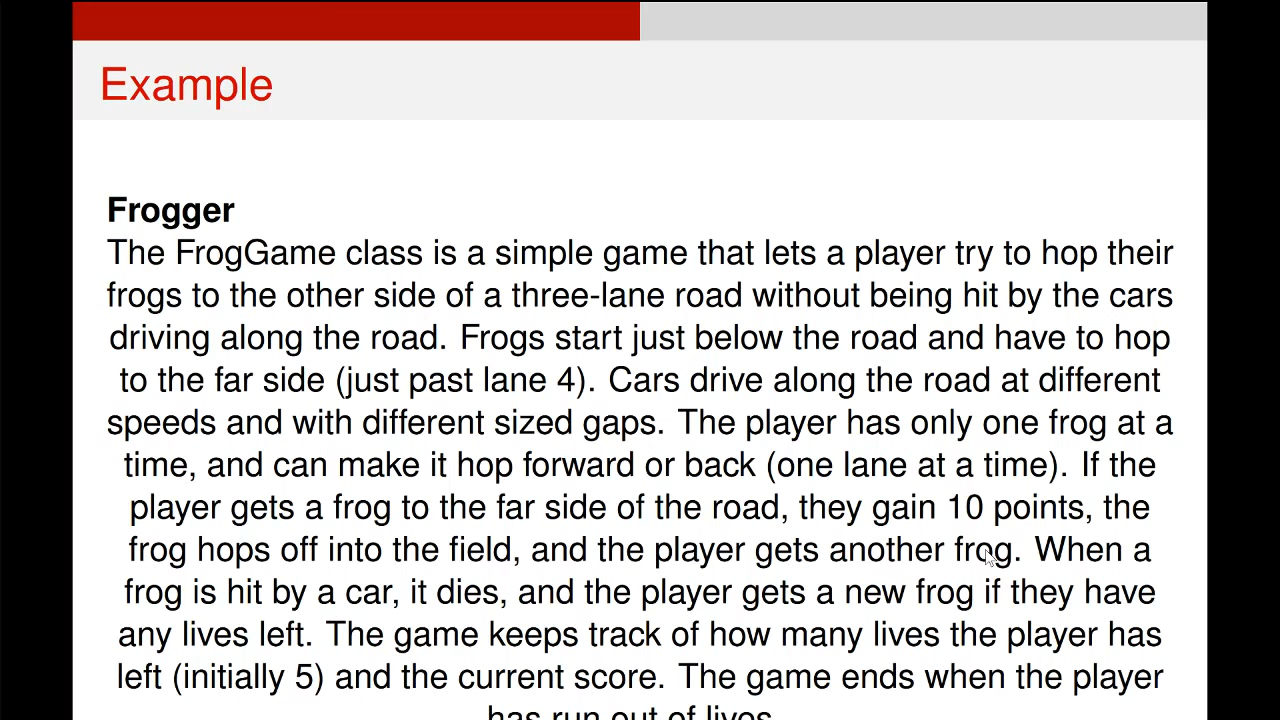 Example
Frogger
The FrogGame class is a simple game that lets a player try to hop their
frogs to the other side of a three-lane road without being hit by the cars
driving along the road. Frogs start just below the road and have to hop
to the far side (just past lane 4). Cars drive along the road at different
speeds and with different sized gaps. The player has only one frog at a
time, and can make it hop forward or back (one lane at a time). If the
player gets a frog to the far side of the road, they gain 10 points, the
frog hops off into the field, and the player gets another frog. When a
frog is hit by a car, it dies, and the player gets a new frog if they have
any lives left. The game keeps track of how many lives the player has
left (initially 5) and the current score. The game ends when the player
has run out of lives.